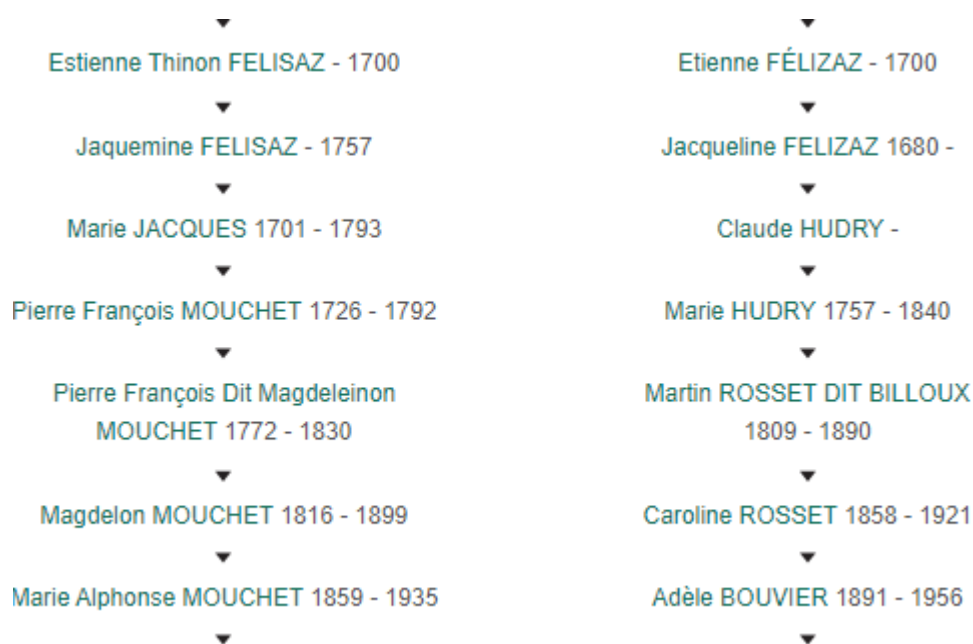 Estienne Thinon FELISAZ - 1700
Jaquemine FELISAZ - 1757
Marie JACQUES 1701 - 1793
Pierre François MOUCHET 1726 - 1792
Pierre François Dit Magdeleinon
MOUCHET 1772 - 1830
Magdelon MOUCHET 1816 - 1899
Marie Alphonse MOUCHET 1859 - 1935
Etienne FÉLIZAZ - 1700
Jacqueline FELIZAZ 1680 -
Claude HUDRY -
Marie HUDRY 1757 - 1840
Martin ROSSET DIT BILLOUX
1809 - 1890
Caroline ROSSET 1858 - 1921
Adèle BOUVIER 1891 - 1956